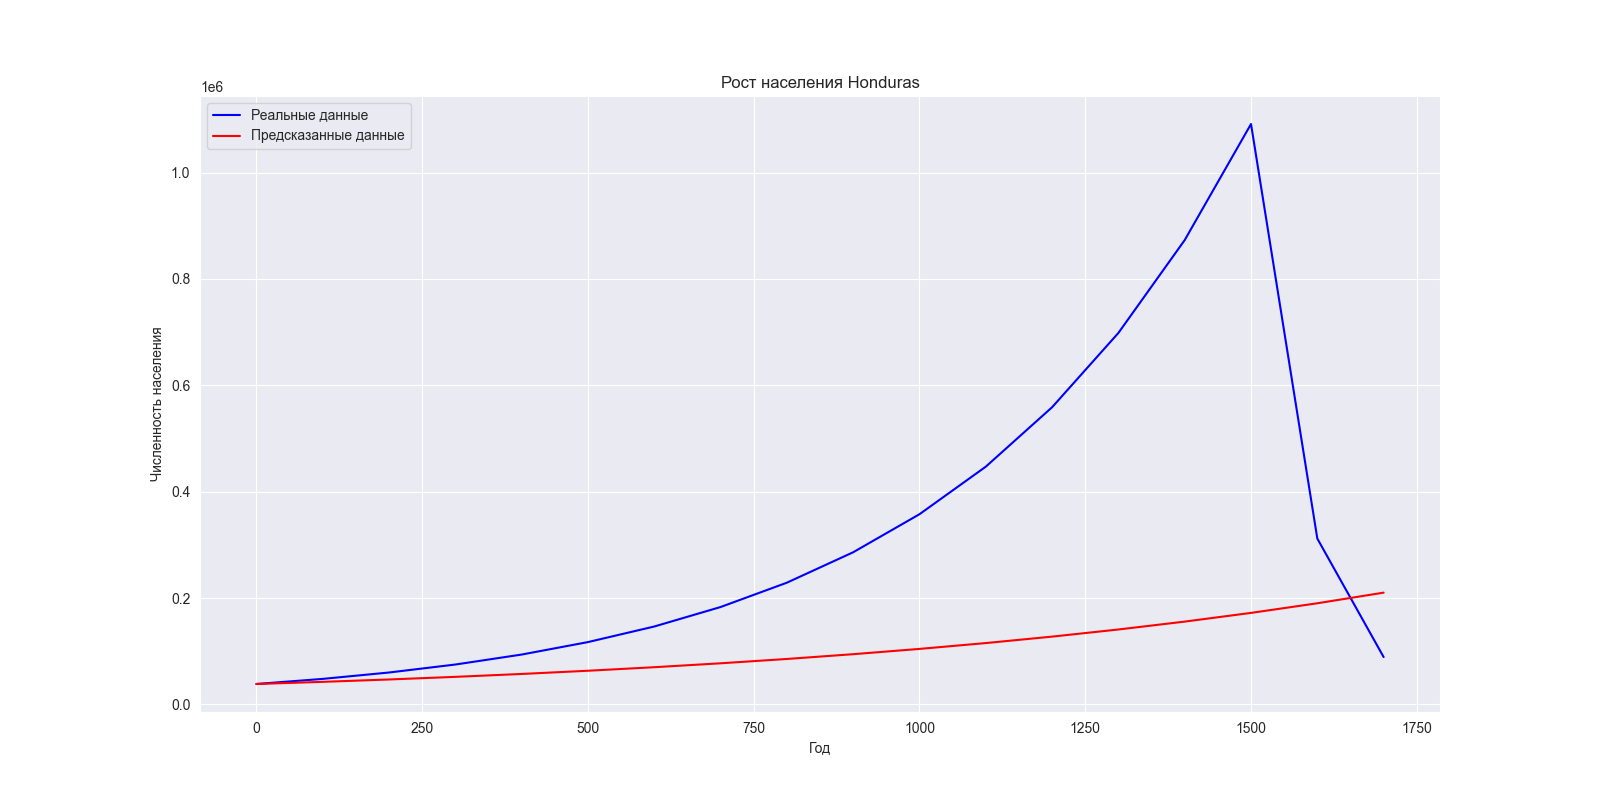 Рост населения Honduras
1e6
Реальные данные
Предсказанные данные
1.0
0.8
0.6
0.4
0.2
0.0
Численность населения
0 250 500 750 1000 1250 1500 1750
Год